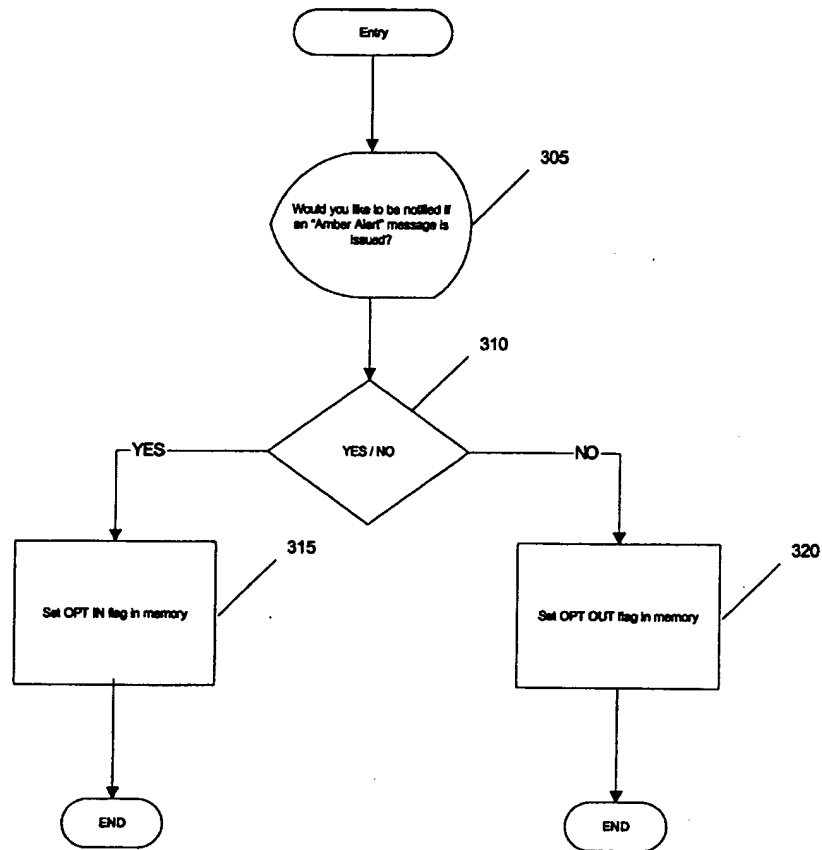 Entry
305
Would you like to be notified if
an "Amber Alert" message is
issued?
310
YES / NO
YES
NO
315
Set OPT IN flag in memory
320
Set OPT OUT flag in memory
END
END